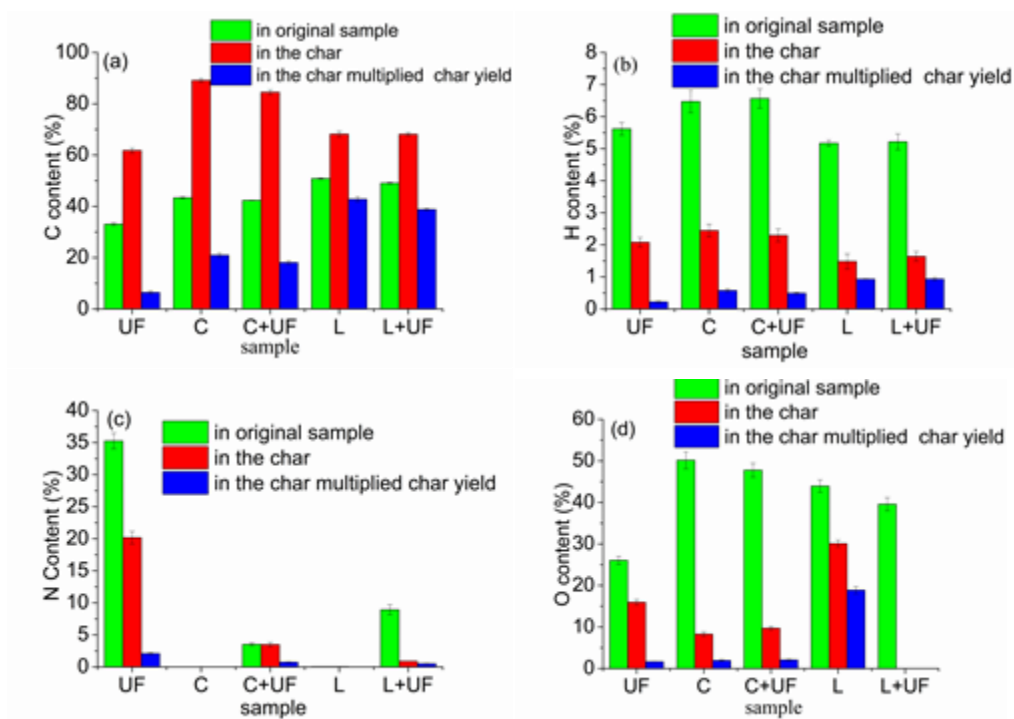 in original sample
in the char
in the char multiplied char yield
(a)
100
80
60
40
20
0
C content (%)
UF C C+UF L L+UF
sample
in original sample
in the char
in the char multiplied char yield
(b)
8
7
6
5
4
3
2
1
0
H content (%)
UF C C+UF L L+UF
sample
(c)
in original sample
in the char
in the char multiplied char yield
40
35
30
25
20
15
10
5
0
N Content (%)
UF C C+UF L L+UF
sample
in original sample
in the char
in the char multiplied char yield
(d)
60
50
40
30
20
10
0
O content (%)
UF C C+UF L L+UF
sample